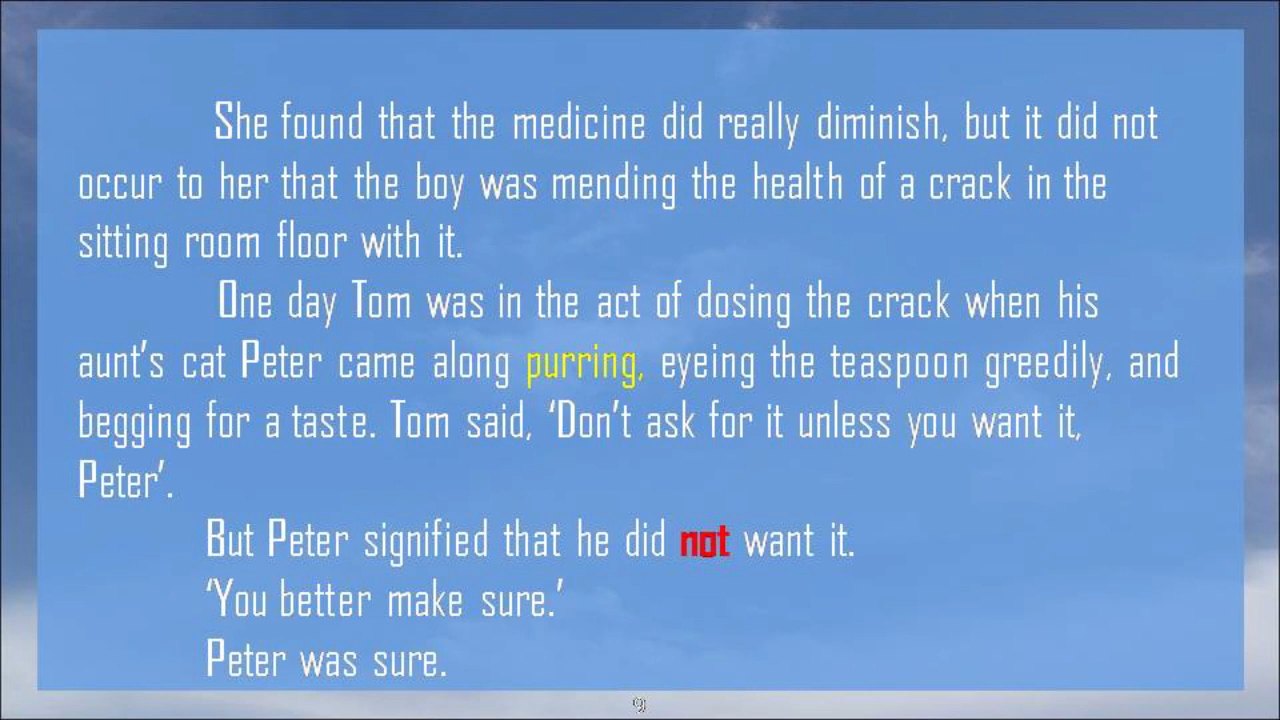 She found that the medicine did really diminish, but it did not
occur to her that the boy was mending the health of a crack in the
sitting room floor with it.
One day Tom was in the act of dosing the crack when his
aunt's cat Peter came along purring, eyeing the teaspoon greedily, and
begging for a taste. Tom said, ‘Don't ask for it unless you want it,
Peter’.
But Peter signified that he did not want it.
‘You better make sure.’
Peter was sure.
9